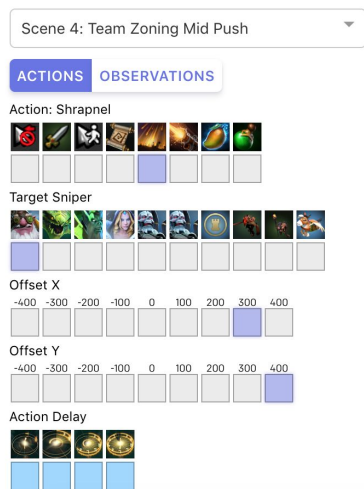 Scene 4: Team Zoning Mid Push
ACTIONS OBSERVATIONS
Action: Shrapnel
Target Sniper
Offset X
-400 -300 -200 -100 0 100 200 300 400
Offset Y
-400 -300 -200 -100 0 100 200 300 400
Action Delay